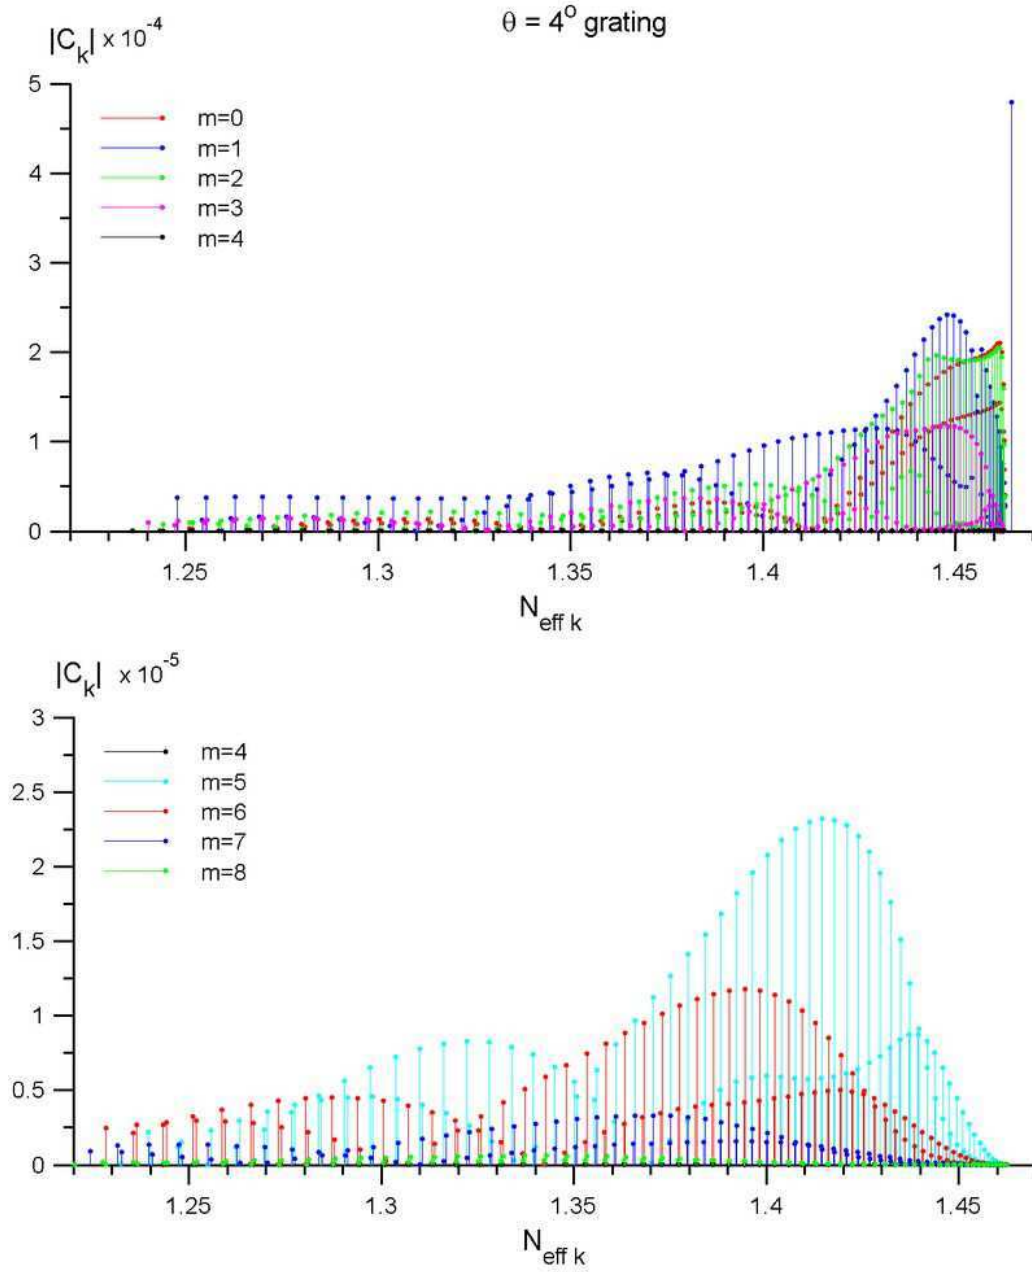 θ = 4° grating
|C_k| x 10^-4
5
4
3
2
1
0
m=0
m=1
m=2
m=3
m=4
1.25 1.3 1.35 1.4 1.45
N_eff k
|C_k| x 10^-5
3
2.5
2
1.5
1
0.5
0
m=4
m=5
m=6
m=7
m=8
1.25 1.3 1.35 1.4 1.45
N_eff k